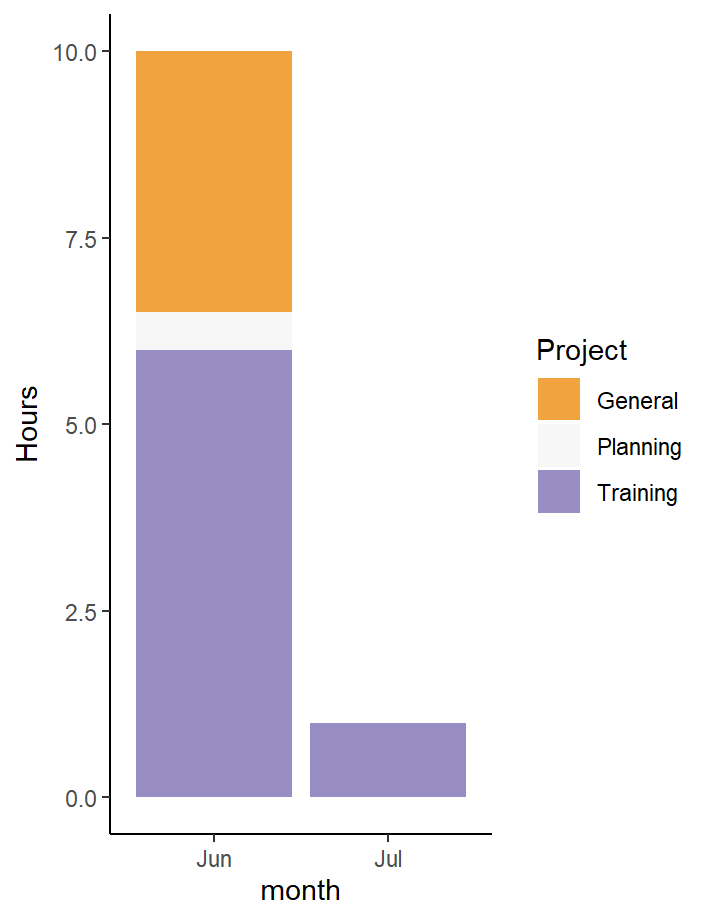 10.0
7.5
5.0
2.5
0.0
Hours
Jun Jul
month
Project
General
Planning
Training